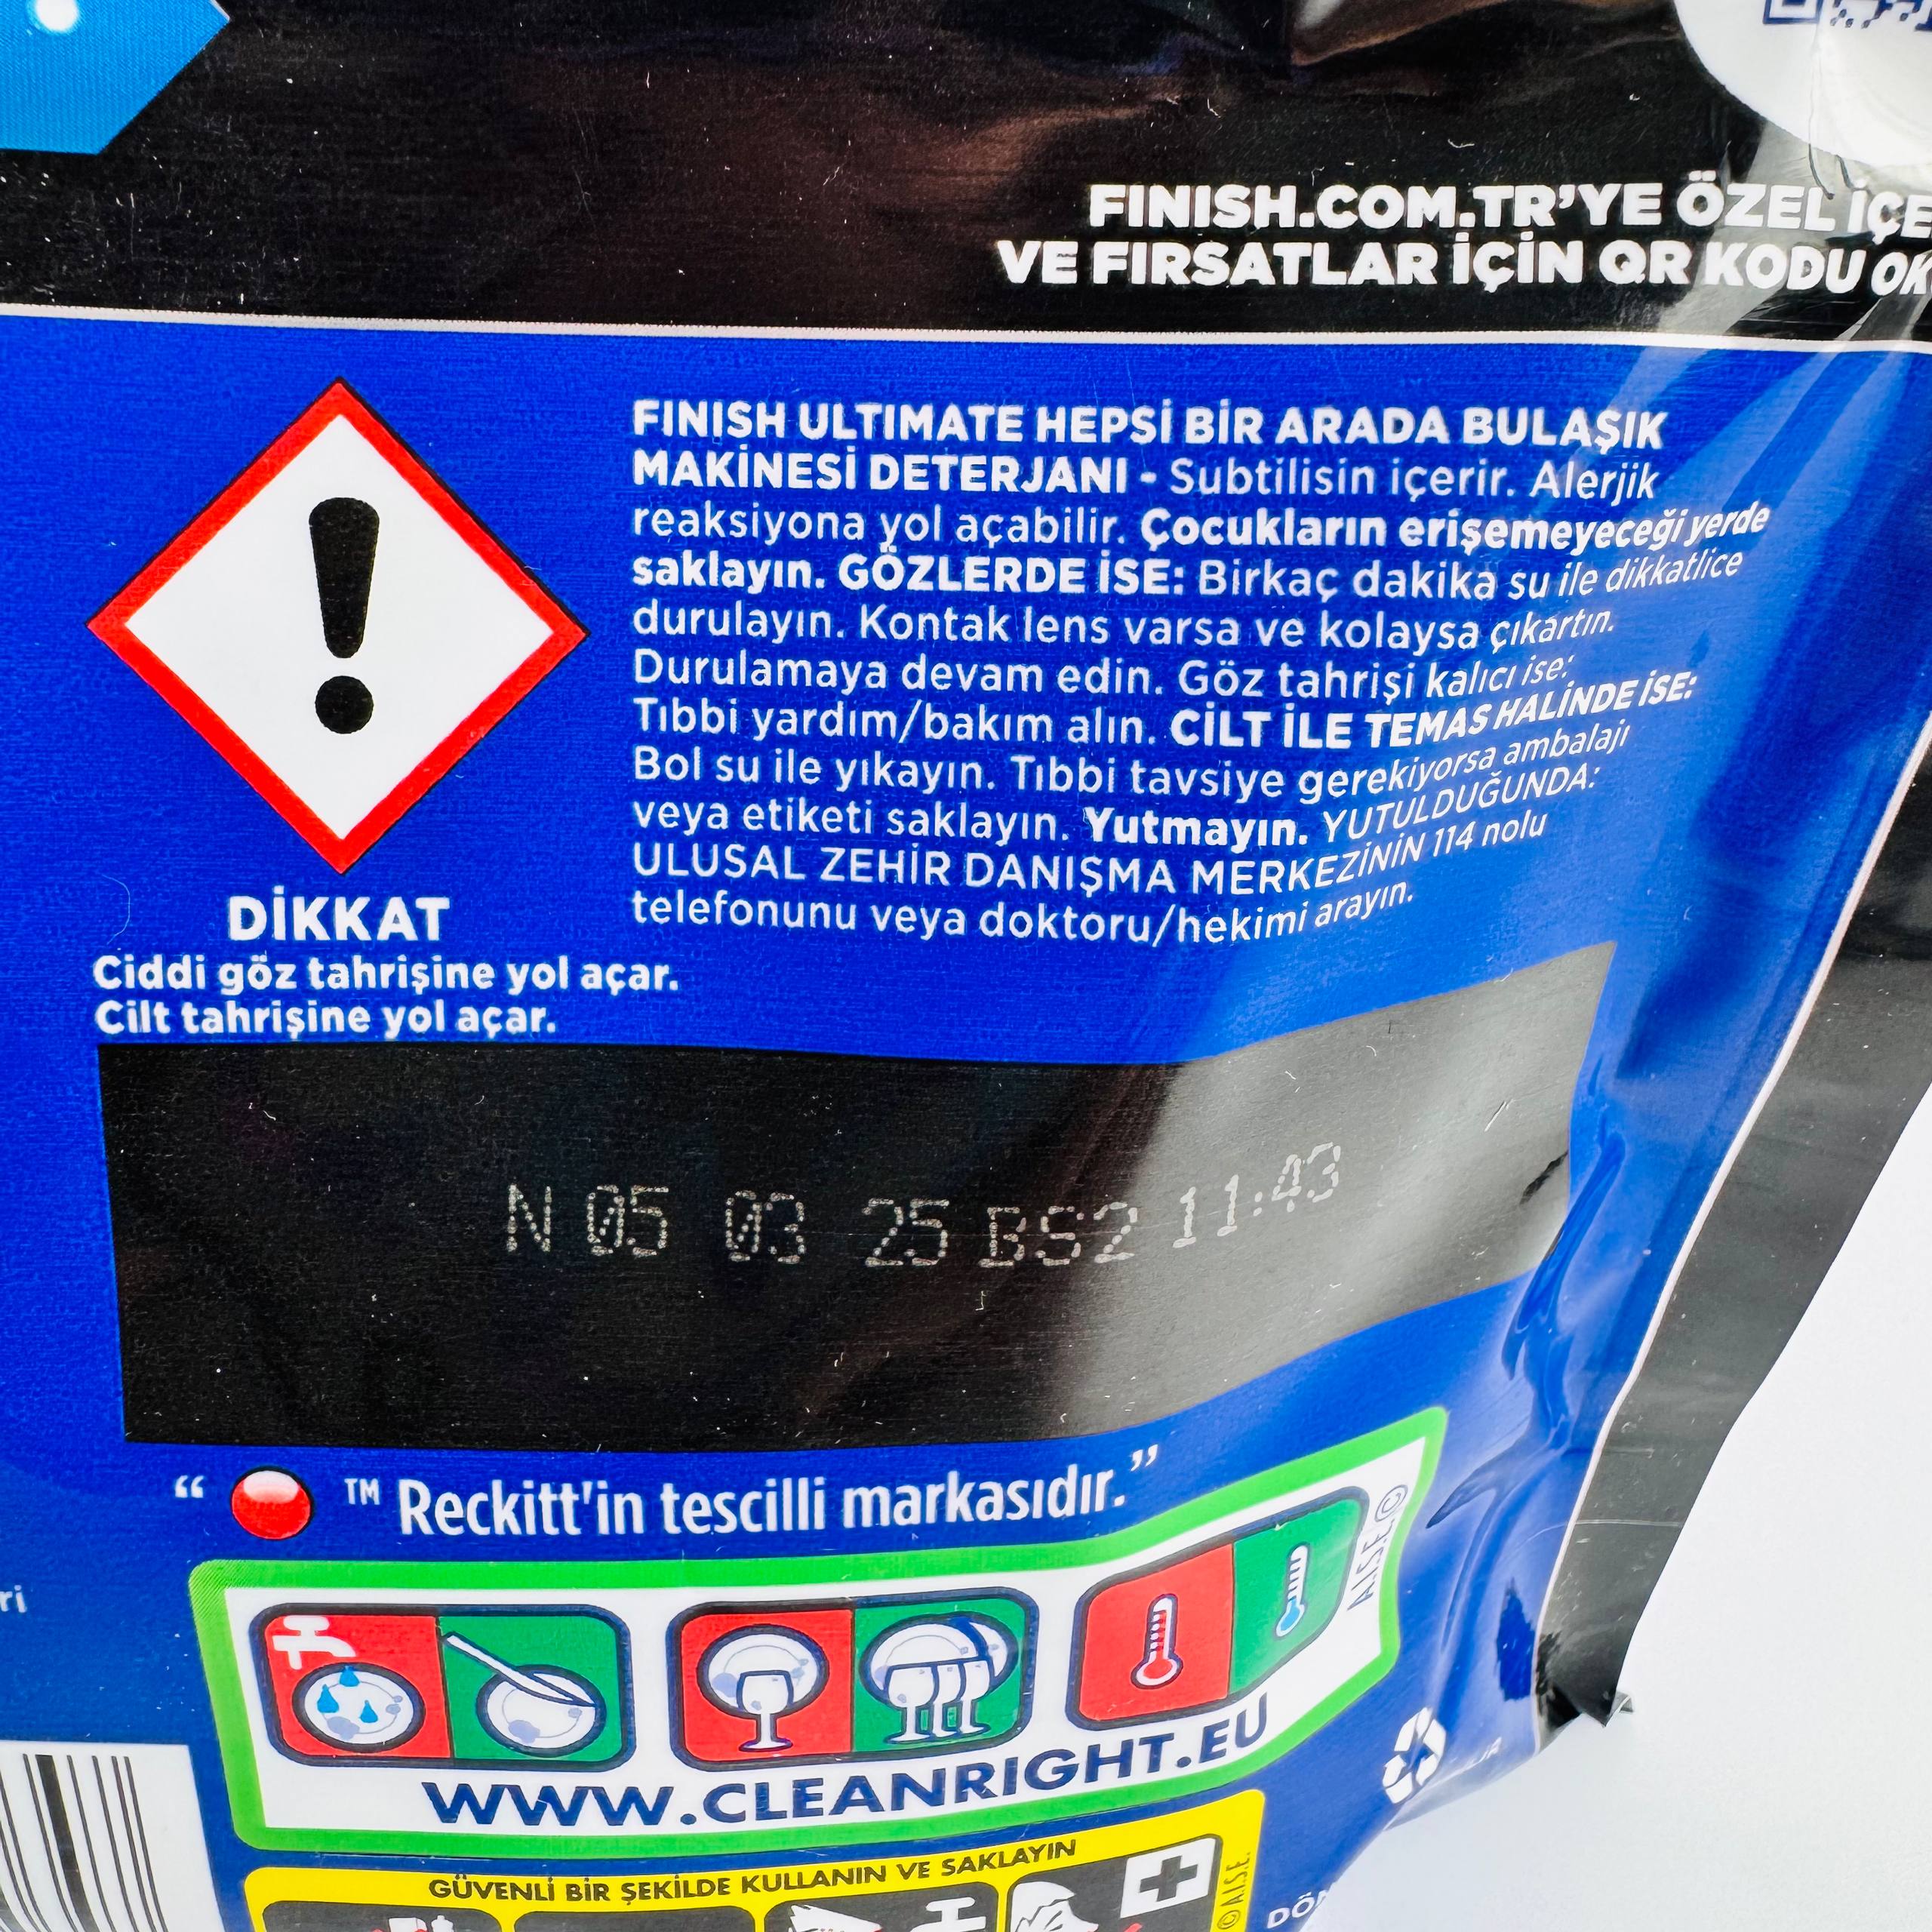 FINISH.COM.TR'YE ÖZEL
VE FIRSATLAR İÇİN QR KODU
FINISH ULTIMATE HEPSİ BİR ARADA BULAŞIK
MAKİNESİ DETERJANI - Subtilisin içerir. Alerjik
reaksiyona yol açabilir. Çocukların erişemeyeceği yerde
saklayın. GÖZLERDE İSE: Birkaç dakika su ile dikkatlice
durulayın. Kontak lens varsa ve kolaysa çıkartın.
Durulamaya devam edin. Göz tahrişi kalıcı ise:
Tıbbi yardım/bakım alın. CİLT İLE TEMAS HALİNDE İSE:
Bol su ile yıkayın. Tıbbi tavsiye gerekiyorsa ambalajı
veya etiketi saklayın. Yutmayın. YUTULDUĞUNDA:
ULUSAL ZEHİR DANIŞMA MERKEZİNİN 114 nolu
telefonunu veya doktoru/hekimi arayın.
DİKKAT
Ciddi göz tahrişine yol açar.
Cilt tahrişine yol açar.
N 05 03 25 BS2 11:43
“ ™ Reckitt'in tescilli markasıdır.”
A.I.S.E.©
WWW.CLEANRIGHT.EU
GÜVENLİ BİR ŞEKİLDE KULLANIN VE SAKLAYIN
©A.I.S.E.